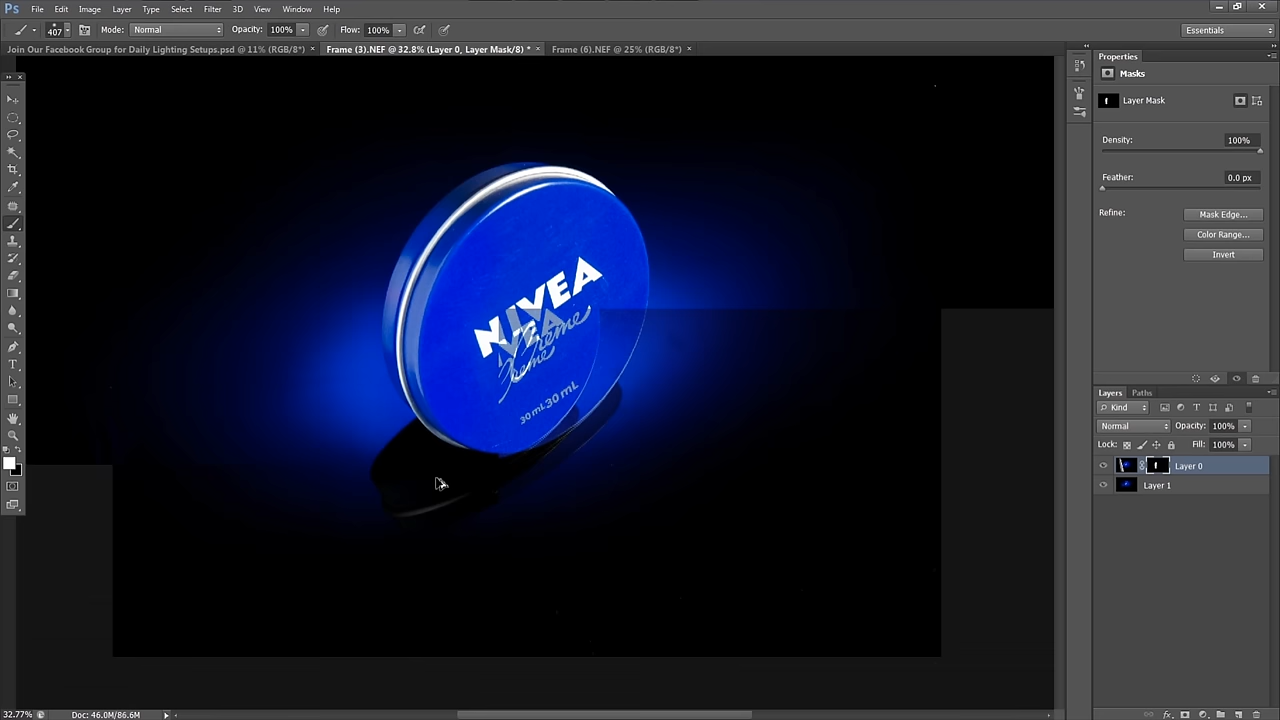 Ps File Edit Image Layer Type Select Filter 3D View Window Help
407 Mode: Normal Opacity: 100% Flow: 100% Essentials
Join Our Facebook Group for Daily Lighting Setups.psd @ 11% (RGB/8*) × Frame (3).NEF @ 32.8% (Layer 0, Layer Mask/8) * × Frame (6).NEF @ 25% (RGB/8*) ×
Properties
Masks
Layer Mask
Density: 100%
Feather: 0.0 px
Refine: Mask Edge...
Color Range...
Invert
NIVEA
Creme
30 mL 30 mL
Layers Paths
Kind
Normal Opacity: 100%
Lock: Fill: 100%
Layer 0
Layer 1
fx
32.77% Doc: 46.0M/86.6M